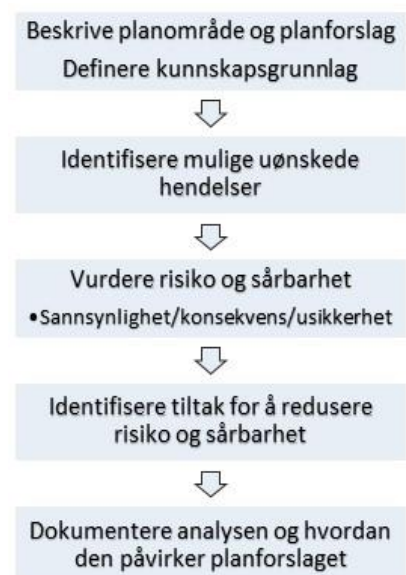 Beskrive planområde og planforslag
Definere kunnskapsgrunnlag
Identifisere mulige uønskede
hendelser
Vurdere risiko og sårbarhet
•Sannsynlighet/konsekvens/usikkerhet
Identifisere tiltak for å redusere
risiko og sårbarhet
Dokumentere analysen og hvordan
den påvirker planforslaget